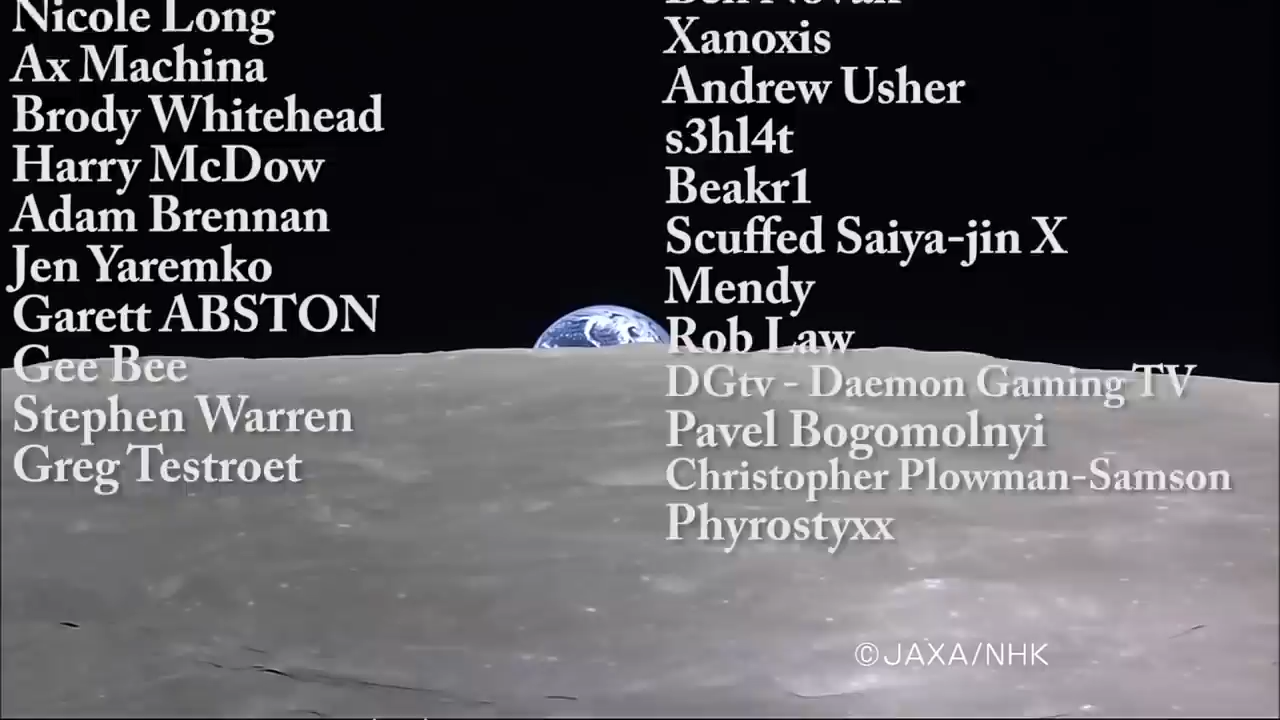 Nicole Long
Ax Machina
Brody Whitehead
Harry McDow
Adam Brennan
Jen Yaremko
Garett ABSTON
Gee Bee
Stephen Warren
Greg Testroet
Ben Novak
Xanoxis
Andrew Usher
s3hl4t
Beakr1
Scuffed Saiya-jin X
Mendy
Rob Law
DGtv - Daemon Gaming TV
Pavel Bogomolnyi
Christopher Plowman-Samson
Phyrostyxx
©JAXA/NHK